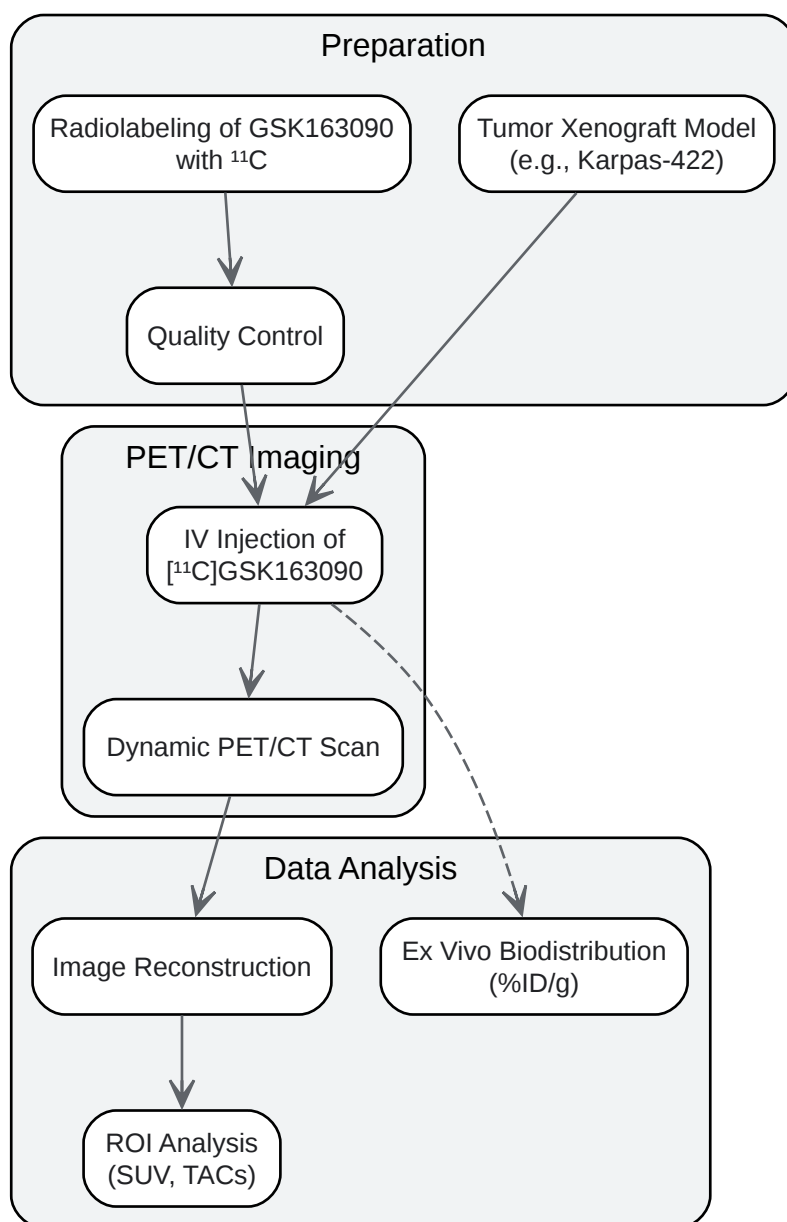 Preparation
Radiolabeling of GSK163090
with ¹¹C
Tumor Xenograft Model
(e.g., Karpas-422)
Quality Control
PET/CT Imaging
IV Injection of
[¹¹C]GSK163090
Dynamic PET/CT Scan
Data Analysis
Image Reconstruction
Ex Vivo Biodistribution
(%ID/g)
ROI Analysis
(SUV, TACs)